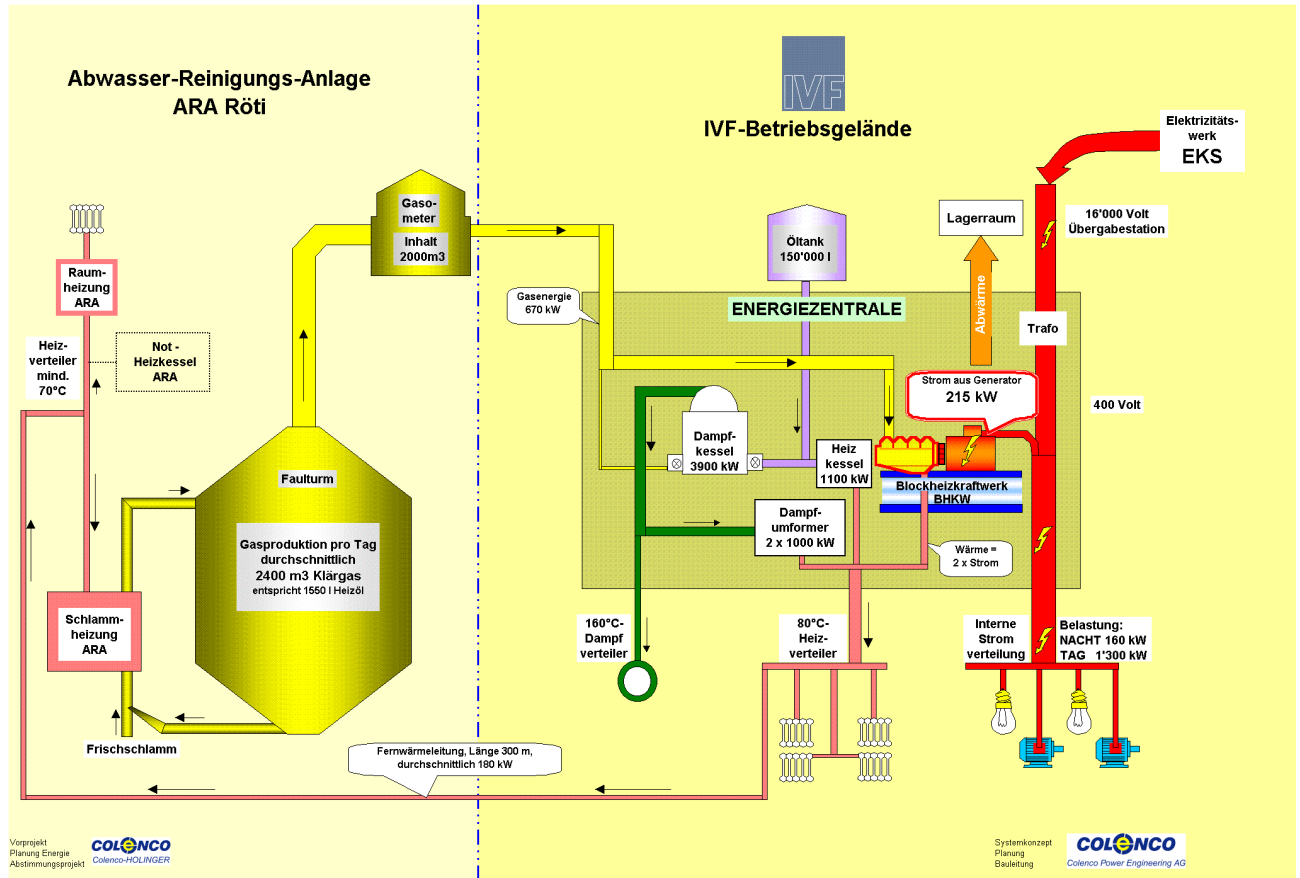 Abwasser-Reinigungs-Anlage
ARA Röti
IVF
IVF-Betriebsgelände
Elektrizitäts-
werk
EKS
16'000 Volt
Übergabestation
Lagerraum
Abwärme
Trafo
400 Volt
Gaso-
meter
Inhalt
2000m3
Öltank
150'000 l
Gasenergie
670 kW
ENERGIEZENTRALE
Raum-
heizung
ARA
Heiz-
verteiler
mind.
70°C
Not -
Heizkessel
ARA
Strom aus Generator
215 kW
Dampf-
kessel
3900 kW
Heiz
kessel
1100 kW
Blockheizkraftwerk
BHKW
Faulturm
Gasproduktion pro Tag
durchschnittlich
2400 m3 Klärgas
entspricht 1550 l Heizöl
Dampf-
umformer
2 x 1000 kW
Wärme =
2 x Strom
Schlamm-
heizung
ARA
160°C-
Dampf
verteiler
80°C-
Heiz-
verteiler
Interne
Strom
verteilung
Belastung:
NACHT 160 kW
TAG 1'300 kW
Frischschlamm
Fernwärmeleitung, Länge 300 m,
durchschnittlich 180 kW
Vorprojekt
Planung Energie
Abstimmungsprojekt
COLENCO
Colenco-HOLINGER
Systemkonzept
Planung
Bauleitung
COLENCO
Colenco Power Engineering AG